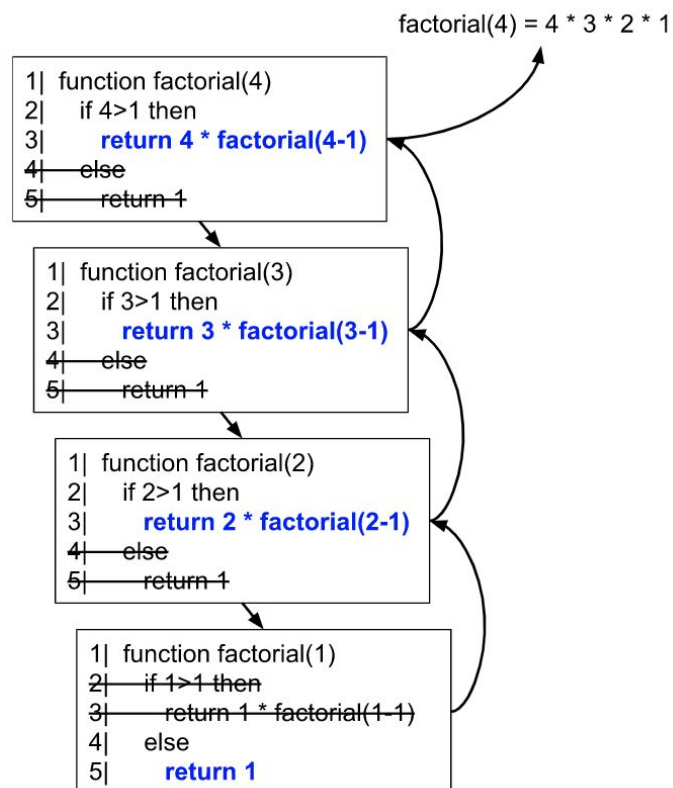 factorial(4) = 4 * 3 * 2 * 1
1| function factorial(4)
2| if 4>1 then
3| return 4 * factorial(4-1)
4| else
5| return 1
1| function factorial(3)
2| if 3>1 then
3| return 3 * factorial(3-1)
4| else
5| return 1
1| function factorial(2)
2| if 2>1 then
3| return 2 * factorial(2-1)
4| else
5| return 1
1| function factorial(1)
2| if 1>1 then
3| return 1 * factorial(1-1)
4| else
5| return 1